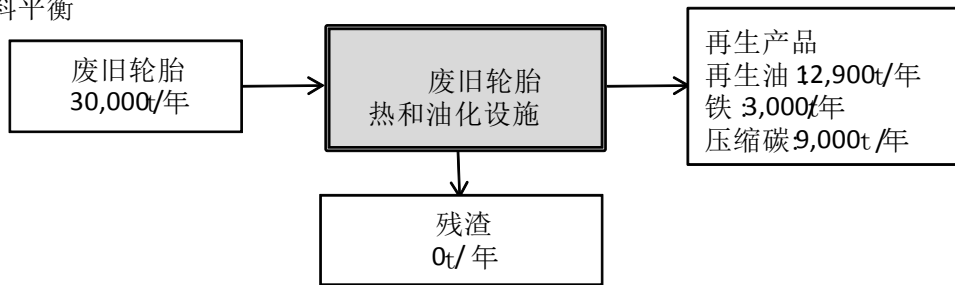 料平衡
废旧轮胎
30,000t/年
废旧轮胎
热和油化设施
再生产品
再生油:12,900t/年
铁:3,000t/年
压缩碳:9,000t/年
残渣
0t/年